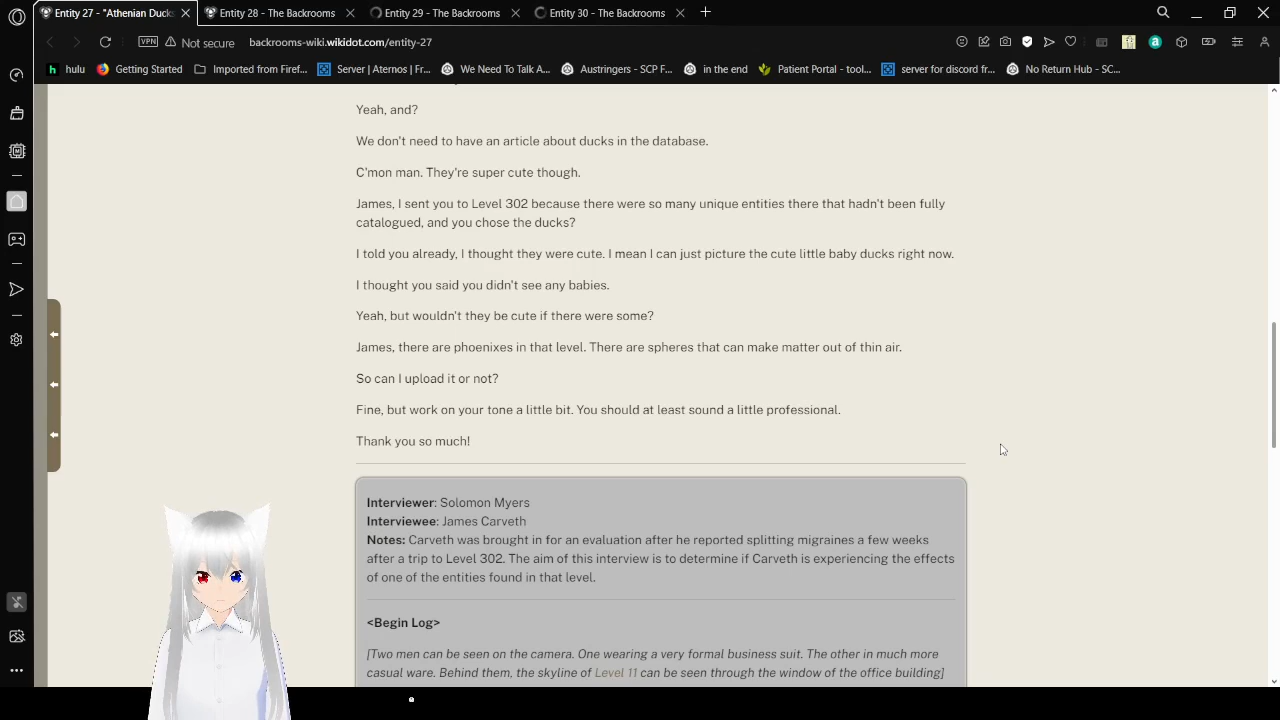 Entity 27 - "Athenian Ducks
Entity 28 - The Backrooms
Entity 29 - The Backrooms
Entity 30 - The Backrooms
VPN
Not secure
backrooms-wiki.wikidot.com/entity-27
hulu
Getting Started
Imported from Firef...
Server | Aternos | Fr...
We Need To Talk A...
Austringers - SCP F...
in the end
Patient Portal - tool...
server for discord fr...
No Return Hub - SC...
Yeah, and?
We don't need to have an article about ducks in the database.
C'mon man. They're super cute though.
James, I sent you to Level 302 because there were so many unique entities there that hadn't been fully
catalogued, and you chose the ducks?
I told you already, I thought they were cute. I mean I can just picture the cute little baby ducks right now.
I thought you said you didn't see any babies.
Yeah, but wouldn't they be cute if there were some?
James, there are phoenixes in that level. There are spheres that can make matter out of thin air.
So can I upload it or not?
Fine, but work on your tone a little bit. You should at least sound a little professional.
Thank you so much!
Interviewer: Solomon Myers
Interviewee: James Carveth
Notes: Carveth was brought in for an evaluation after he reported splitting migraines a few weeks
after a trip to Level 302. The aim of this interview is to determine if Carveth is experiencing the effects
of one of the entities found in that level.
<Begin Log>
[Two men can be seen on the camera. One wearing a very formal business suit. The other in much more
casual ware. Behind them, the skyline of Level 11 can be seen through the window of the office building]